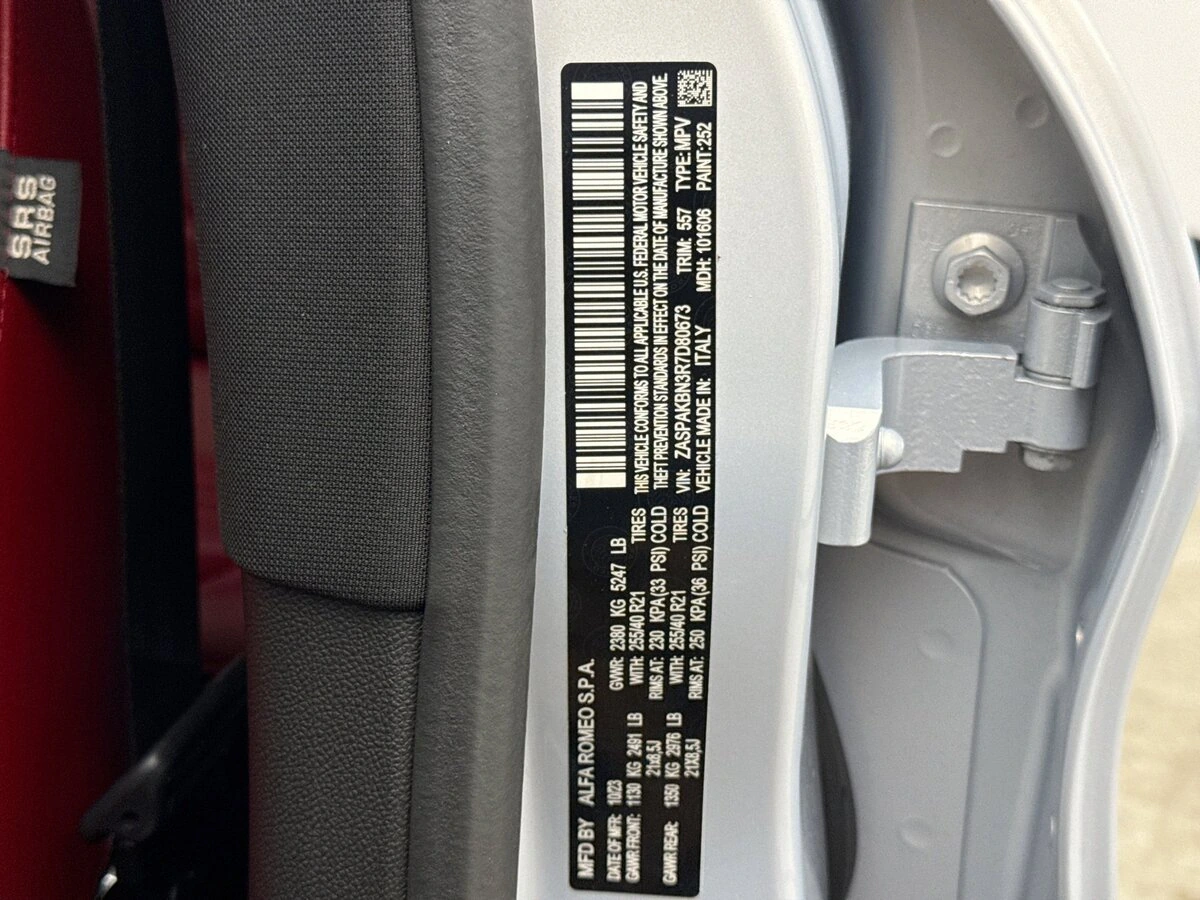 SRS
AIRBAG
MFD BY ALFA ROMEO S.P.A.
DATE OF MFR: 10/23 GVWR: 2380 KG 5247 LB
GAWR FRONT: 1130 KG 2491 LB WITH: 255/40 R21 TIRES
21x8,5J RIMS AT: 230 KPA(33 PSI) COLD
GAWR REAR: 1350 KG 2976 LB WITH: 255/40 R21 TIRES
21X8,5J RIMS AT: 250 KPA(36 PSI) COLD
THIS VEHICLE CONFORMS TO ALL APPLICABLE U.S. FEDERAL MOTOR VEHICLE SAFETY AND
THEFT PREVENTION STANDARDS IN EFFECT ON THE DATE OF MANUFACTURE SHOWN ABOVE.
VIN: ZASPAKBN3R7D80673 TRIM: 557 TYPE:MPV
VEHICLE MADE IN: ITALY MDH: 101606 PAINT:252